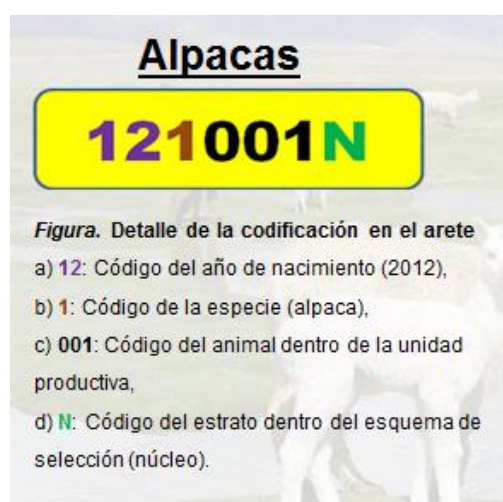 Alpacas
121001N
Figura. Detalle de la codificación en el arete
a) 12: Código del año de nacimiento (2012),
b) 1: Código de la especie (alpaca),
c) 001: Código del animal dentro de la unidad
productiva,
d) N: Código del estrato dentro del esquema de
selección (núcleo).